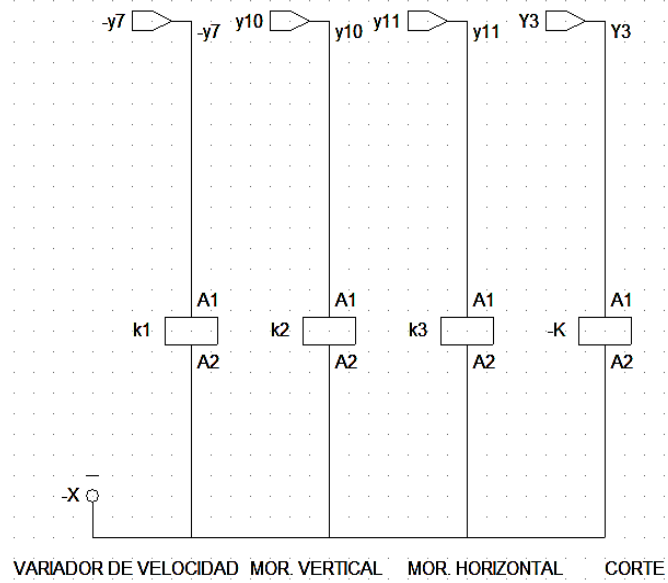 -y7 y10 y11 Y3
-y7 y10 y11 Y3
A1 A1 A1 A1
k1 k2 k3 -K
A2 A2 A2 A2
-X
VARIADOR DE VELOCIDAD MOR. VERTICAL MOR. HORIZONTAL CORTE